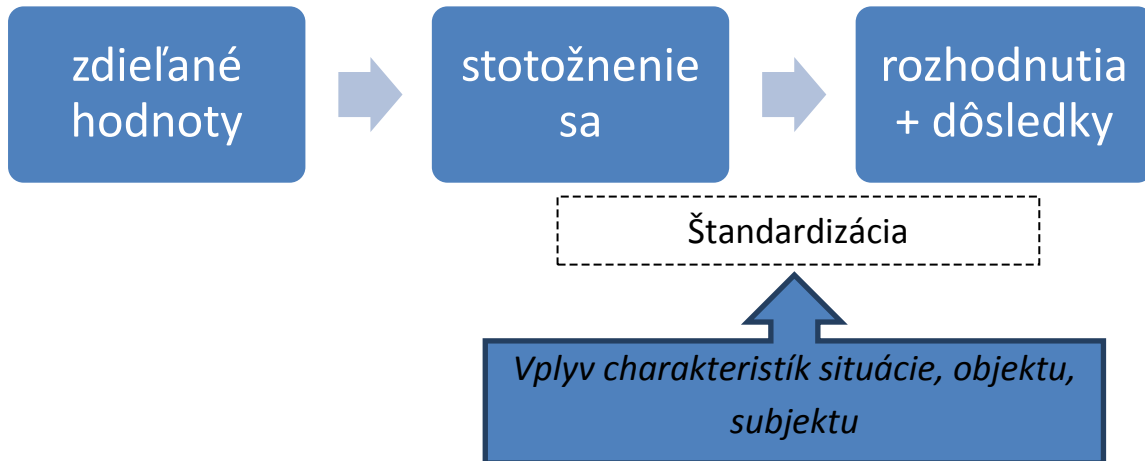 zdieľané
hodnoty
stotožnenie
sa
rozhodnutia
+ dôsledky
Štandardizácia
Vplyv charakteristík situácie, objektu,
subjektu